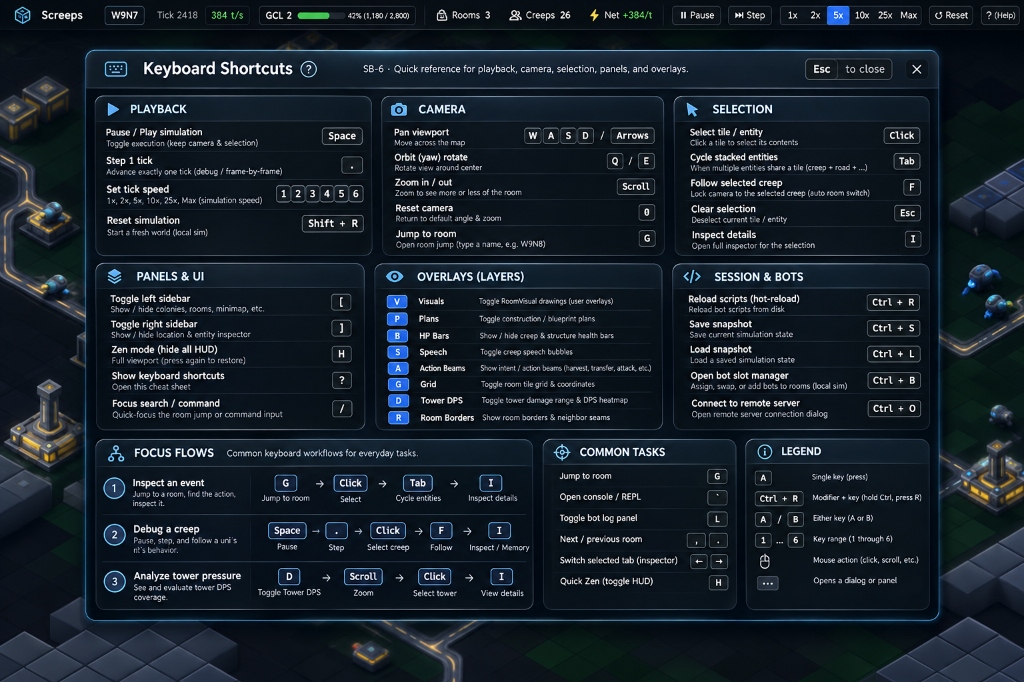 Screeps W9N7 Tick 2418 384 t/s GCL 2 42% (1,180 / 2,800) Rooms 3 Creeps 26 Net +384/t Pause Step 1x 2x 5x 10x 25x Max Reset ? (Help)
Keyboard Shortcuts ?
SB-6 · Quick reference for playback, camera, selection, panels, and overlays.
Esc to close
PLAYBACK
Pause / Play simulation
Toggle execution (keep camera & selection)
Space
Step 1 tick
Advance exactly one tick (debug / frame-by-frame)
.
Set tick speed
1x, 2x, 5x, 10x, 25x, Max (simulation speed)
1 2 3 4 5 6
Reset simulation
Start a fresh world (local sim)
Shift + R
CAMERA
Pan viewport
Move across the map
W A S D / Arrows
Orbit (yaw) rotate
Rotate view around center
Q / E
Zoom in / out
Zoom to see more or less of the room
Scroll
Reset camera
Return to default angle & zoom
0
Jump to room
Open room jump (type a name, e.g. W9N8)
G
SELECTION
Select tile / entity
Click a tile to select its contents
Click
Cycle stacked entities
When multiple entities share a tile (creep + road + ...)
Tab
Follow selected creep
Lock camera to the selected creep (auto room switch)
F
Clear selection
Deselect current tile / entity
Esc
Inspect details
Open full inspector for the selection
I
PANELS & UI
Toggle left sidebar
Show / hide colonies, rooms, minimap, etc.
[
Toggle right sidebar
Show / hide location & entity inspector
]
Zen mode (hide all HUD)
Full viewport (press again to restore)
H
Show keyboard shortcuts
Open this cheat sheet
?
Focus search / command
Quick-focus the room jump or command input
/
OVERLAYS (LAYERS)
V Visuals Toggle RoomVisual drawings (user overlays)
P Plans Toggle construction / blueprint plans
B HP Bars Show / hide creep & structure health bars
S Speech Toggle creep speech bubbles
A Action Beams Show intent / action beams (harvest, transfer, attack, etc.)
G Grid Toggle room tile grid & coordinates
D Tower DPS Toggle tower damage range & DPS heatmap
R Room Borders Show room borders & neighbor seams
SESSION & BOTS
Reload scripts (hot-reload)
Reload bot scripts from disk
Ctrl + R
Save snapshot
Save current simulation state
Ctrl + S
Load snapshot
Load a saved simulation state
Ctrl + L
Open bot slot manager
Assign, swap, or add bots to rooms (local sim)
Ctrl + B
Connect to remote server
Open remote server connection dialog
Ctrl + O
FOCUS FLOWS Common keyboard workflows for everyday tasks.
1 Inspect an event
Jump to a room, find the action,
inspect it.
G → Click → Tab → I
Jump to room Select Cycle entities Inspect details
2 Debug a creep
Pause, step, and follow a uni's
rit's behavior.
Space → . → Click → F → I
Pause Step Select creep Follow Inspect / Memory
3 Analyze tower pressure
See and evaluate tower DPS
coverage.
D → Scroll → Click → I
Toggle Tower DPS Zoom Select tower View details
COMMON TASKS
Jump to room G
Open console / REPL `
Toggle bot log panel L
Next / previous room , .
Switch selected tab (inspector) ← →
Quick Zen (toggle HUD) H
LEGEND
A Single key (press)
Ctrl + R Modifier + key (hold Ctrl, press R)
A / B Either key (A or B)
1 ... 6 Key range (1 through 6)
Mouse action (click, scroll, etc.)
... Opens a dialog or panel